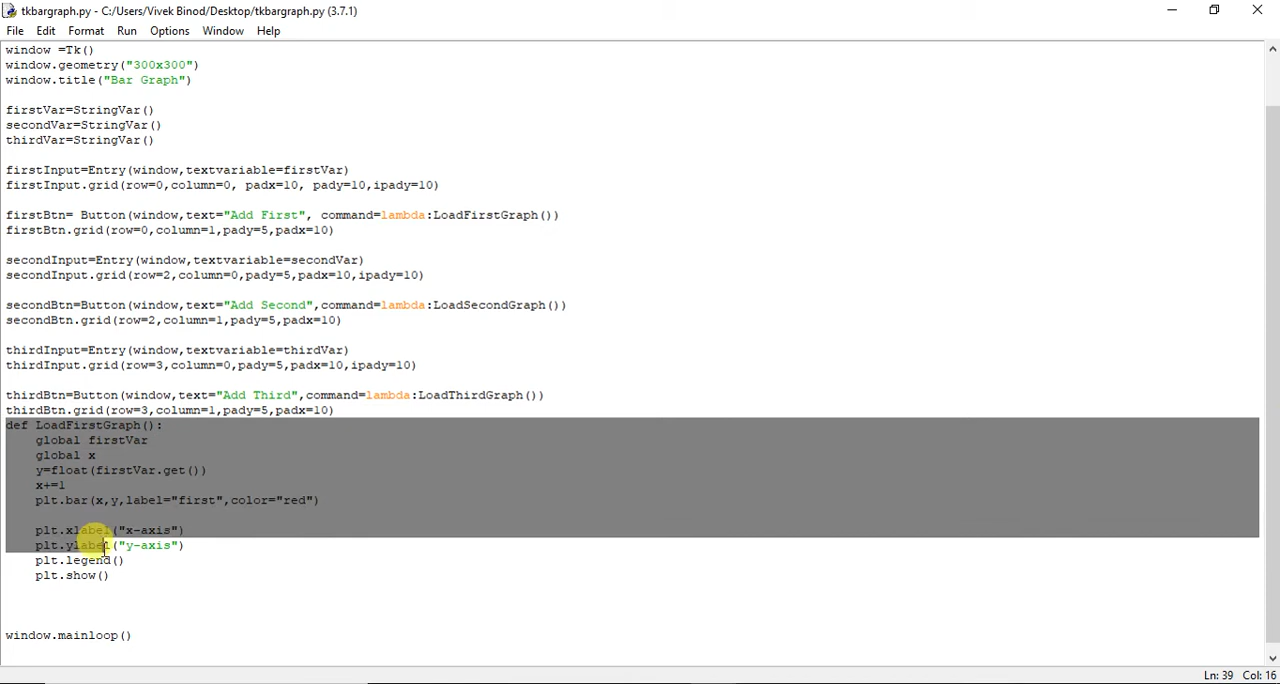 tkbargraph.py - C:/Users/Vivek Binod/Desktop/tkbargraph.py (3.7.1)
File Edit Format Run Options Window Help
window =Tk()
window.geometry("300x300")
window.title("Bar Graph")
firstVar=StringVar()
secondVar=StringVar()
thirdVar=StringVar()
firstInput=Entry(window,textvariable=firstVar)
firstInput.grid(row=0,column=0, padx=10, pady=10,ipady=10)
firstBtn= Button(window,text="Add First", command=lambda:LoadFirstGraph())
firstBtn.grid(row=0,column=1,pady=5,padx=10)
secondInput=Entry(window,textvariable=secondVar)
secondInput.grid(row=2,column=0,pady=5,padx=10,ipady=10)
secondBtn=Button(window,text="Add Second",command=lambda:LoadSecondGraph())
secondBtn.grid(row=2,column=1,pady=5,padx=10)
thirdInput=Entry(window,textvariable=thirdVar)
thirdInput.grid(row=3,column=0,pady=5,padx=10,ipady=10)
thirdBtn=Button(window,text="Add Third",command=lambda:LoadThirdGraph())
thirdBtn.grid(row=3,column=1,pady=5,padx=10)
def LoadFirstGraph():
    global firstVar
    global x
    y=float(firstVar.get())
    x+=1
    plt.bar(x,y,label="first",color="red")
    plt.xlabel("x-axis")
    plt.ylabel("y-axis")
    plt.legend()
    plt.show()
window.mainloop()
Ln: 39 Col: 16